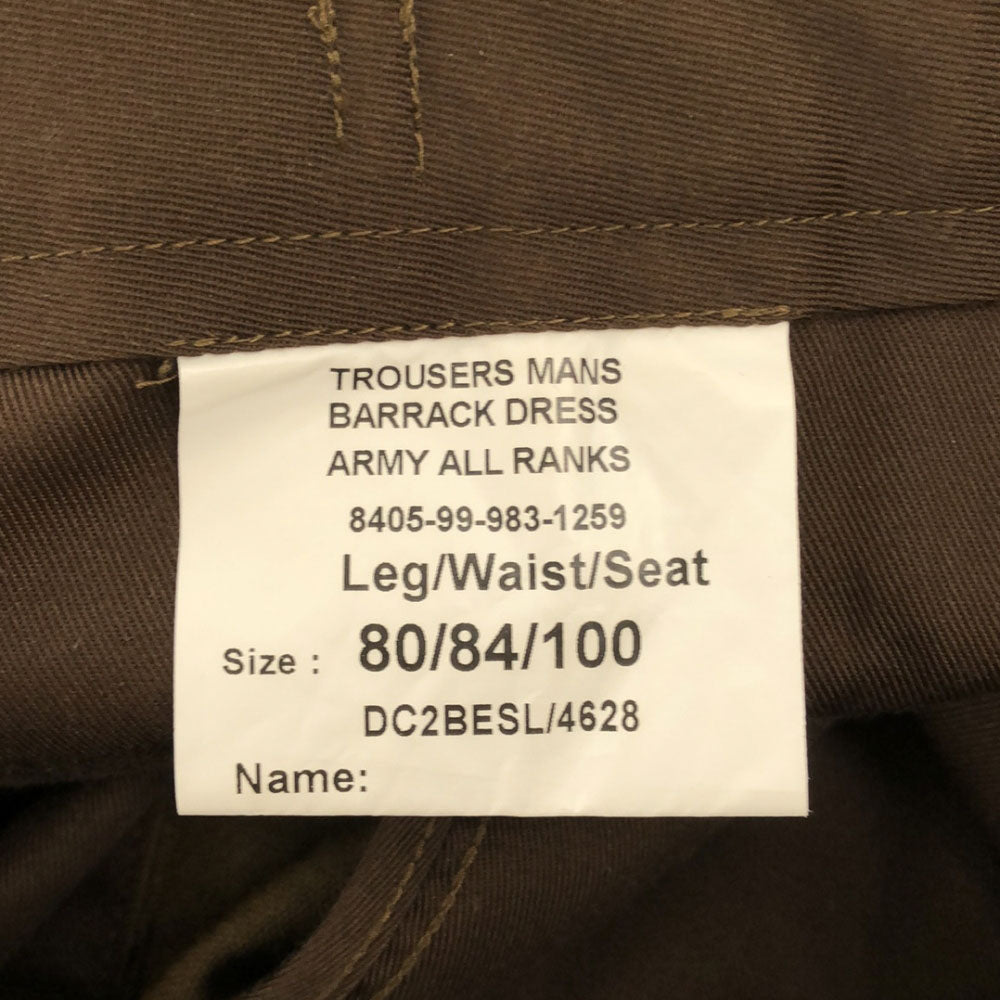 TROUSERS MANS
BARRACK DRESS
ARMY ALL RANKS
8405-99-983-1259
Leg/Waist/Seat
Size : 80/84/100
DC2BESL/4628
Name: